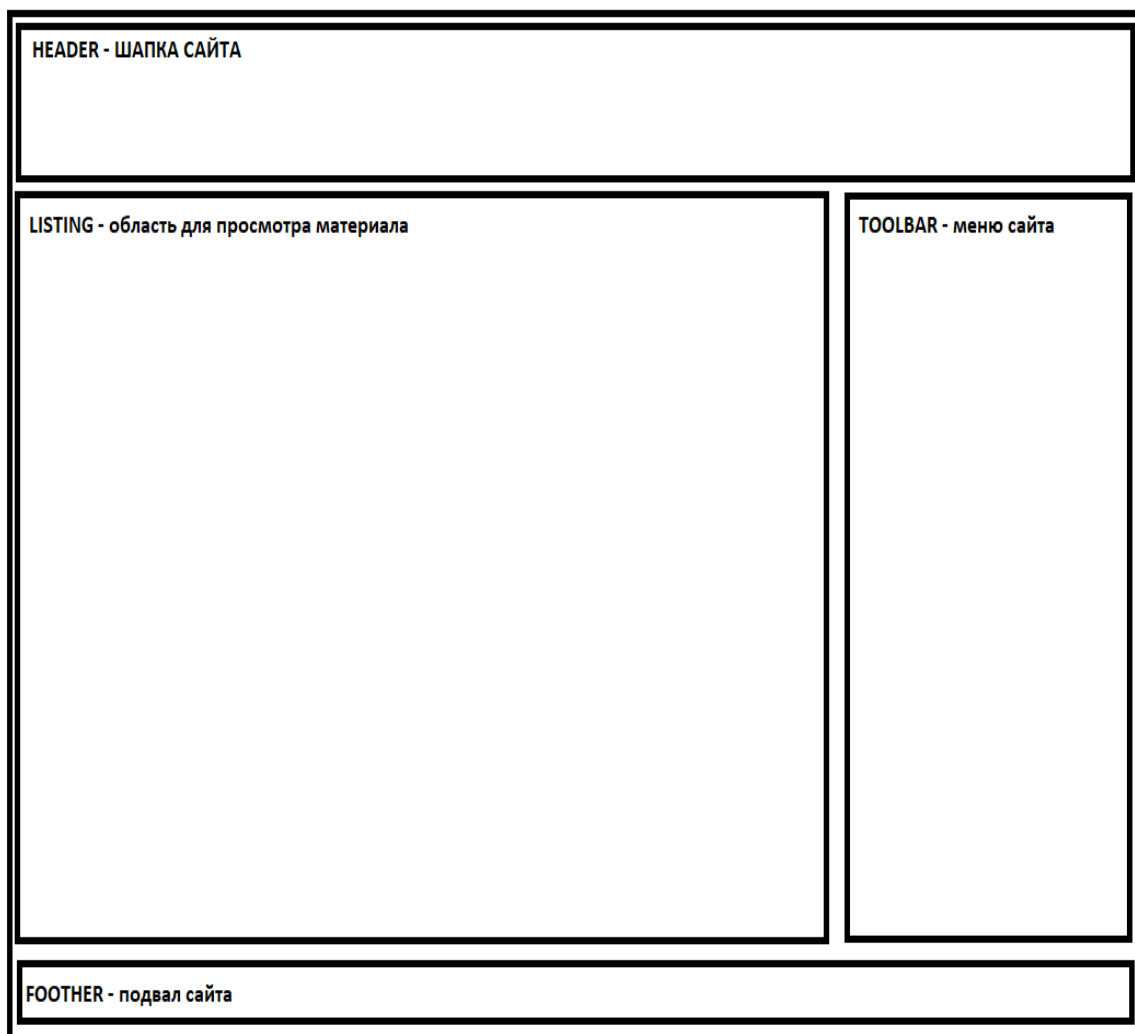 HEADER - ШАПКА САЙТА
LISTING - область для просмотра материала
TOOLBAR - меню сайта
FOOTHER - подвал сайта